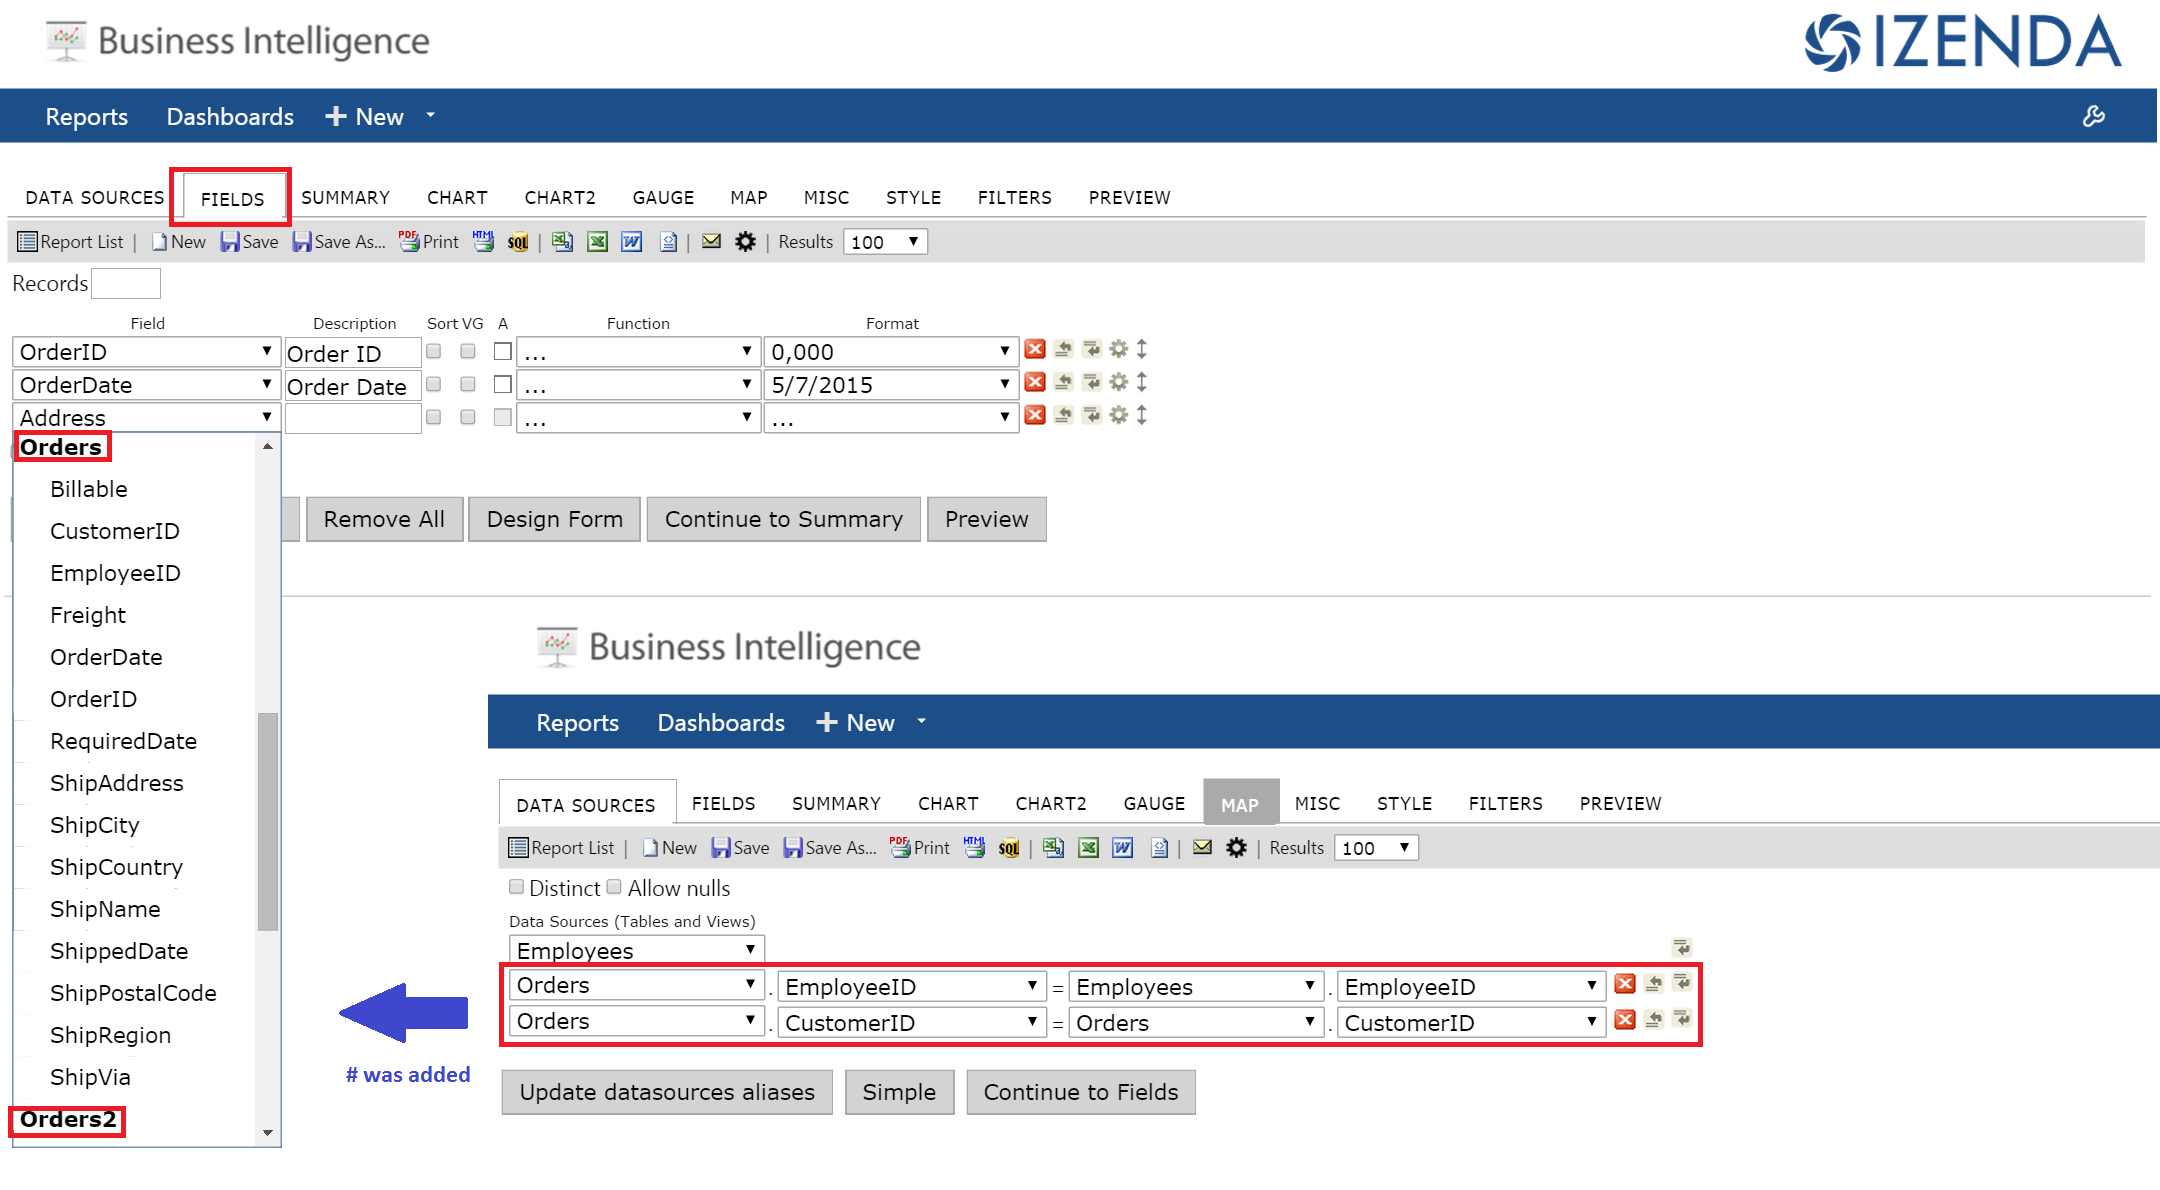 Business Intelligence
IZENDA
Reports Dashboards + New
DATA SOURCES FIELDS SUMMARY CHART CHART2 GAUGE MAP MISC STYLE FILTERS PREVIEW
Report List | New Save Save As... PDF Print HTML SQL | | Results 100
Records
Field Description Sort VG A Function Format
OrderID Order ID ... 0,000
OrderDate Order Date ... 5/7/2015
Address ... ...
Orders
Billable
CustomerID
EmployeeID
Freight
OrderDate
OrderID
RequiredDate
ShipAddress
ShipCity
ShipCountry
ShipName
ShippedDate
ShipPostalCode
ShipRegion
ShipVia
Orders2
Remove All Design Form Continue to Summary Preview
Business Intelligence
Reports Dashboards + New
DATA SOURCES FIELDS SUMMARY CHART CHART2 GAUGE MAP MISC STYLE FILTERS PREVIEW
Report List | New Save Save As... PDF Print HTML SQL | | Results 100
Distinct Allow nulls
Data Sources (Tables and Views)
Employees
Orders . EmployeeID = Employees . EmployeeID
Orders . CustomerID = Orders . CustomerID
# was added
Update datasources aliases Simple Continue to Fields